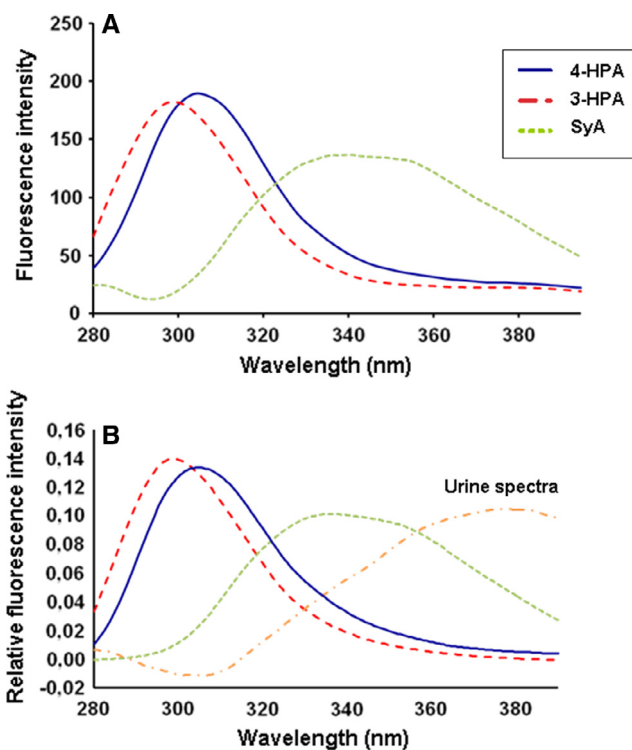 A
Fluorescence intensity
250
200
150
100
50
0
280 300 320 340 360 380
Wavelength (nm)
4-HPA
3-HPA
SyA
B
Relative fluorescence intensity
0,16
0,14
0,12
0,10
0.08
0.06
0.04
0.02
0.00
-0,02
280 300 320 340 360 380
Wavelength (nm)
Urine spectra